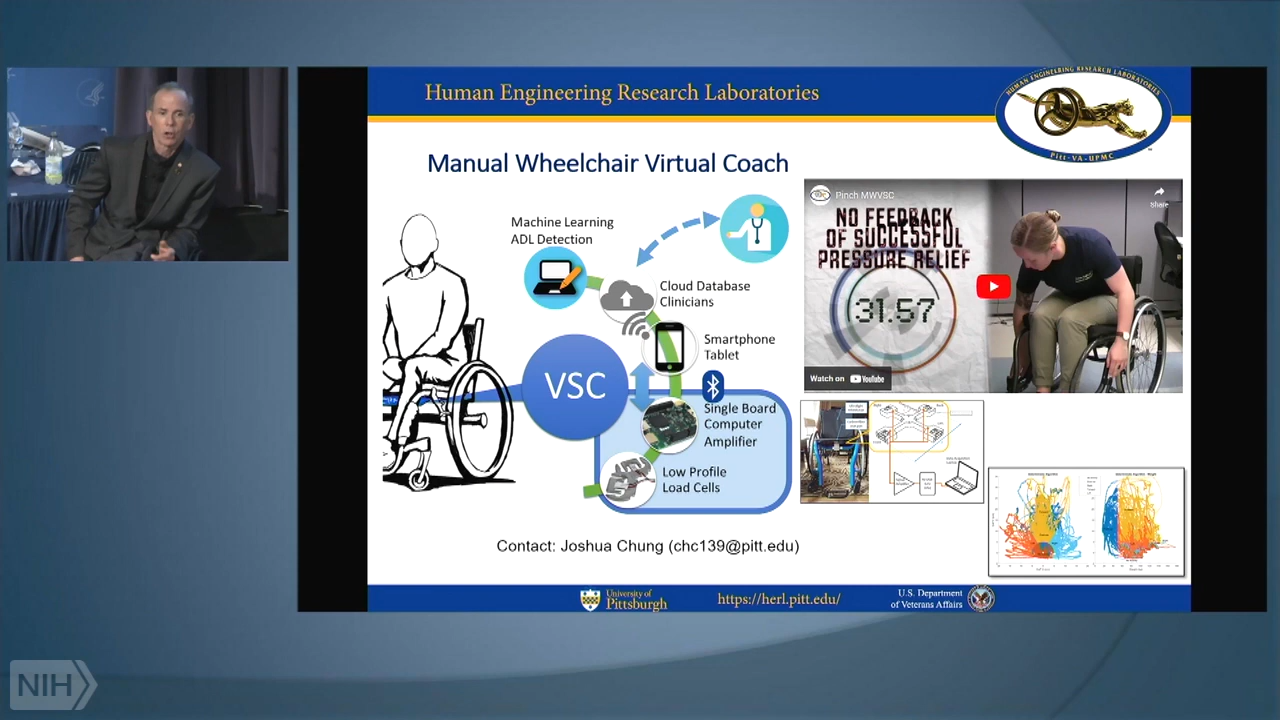 Human Engineering Research Laboratories
HUMAN ENGINEERING RESEARCH LABORATORIES
Pitt-VA-UPMC
Manual Wheelchair Virtual Coach
Machine Learning
ADL Detection
Cloud Database
Clinicians
Smartphone
Tablet
VSC
Single Board
Computer
Amplifier
Low Profile
Load Cells
Pinch MWVSC
Share
NO FEEDBACK
OF SUCCESSFUL
PRESSURE RELIEF
31.57
Watch on YouTube
Contact: Joshua Chung (chc139@pitt.edu)
University of
Pittsburgh
https://herl.pitt.edu/
U.S. Department
of Veterans Affairs
NIH